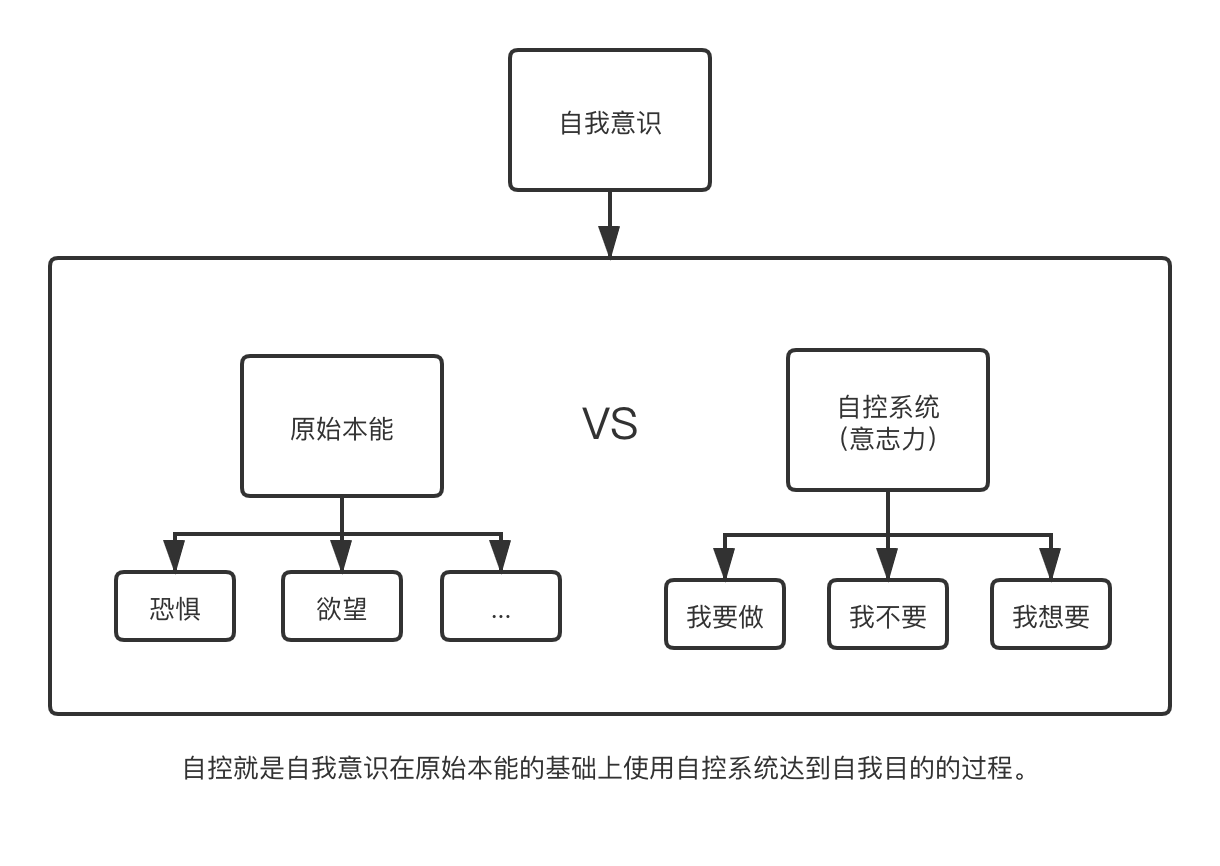 自我意识
原始本能
VS
自控系统
(意志力)
恐惧
欲望
...
我要做
我不要
我想要
自控就是自我意识在原始本能的基础上使用自控系统达到自我目的的过程。